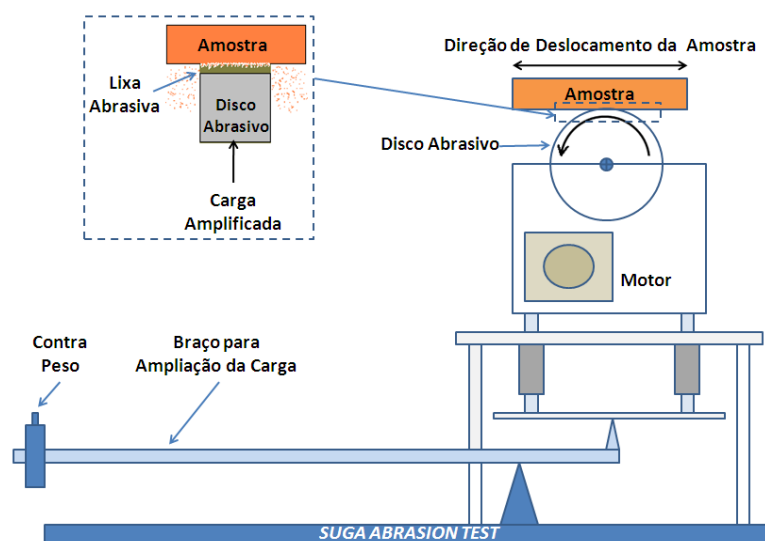 Amostra
Lixa
Abrasiva
Disco
Abrasivo
Carga
Amplificada
Direção de Deslocamento da Amostra
Amostra
Disco Abrasivo
Motor
Contra
Peso
Braço para
Ampliação da Carga
SUGA ABRASION TEST